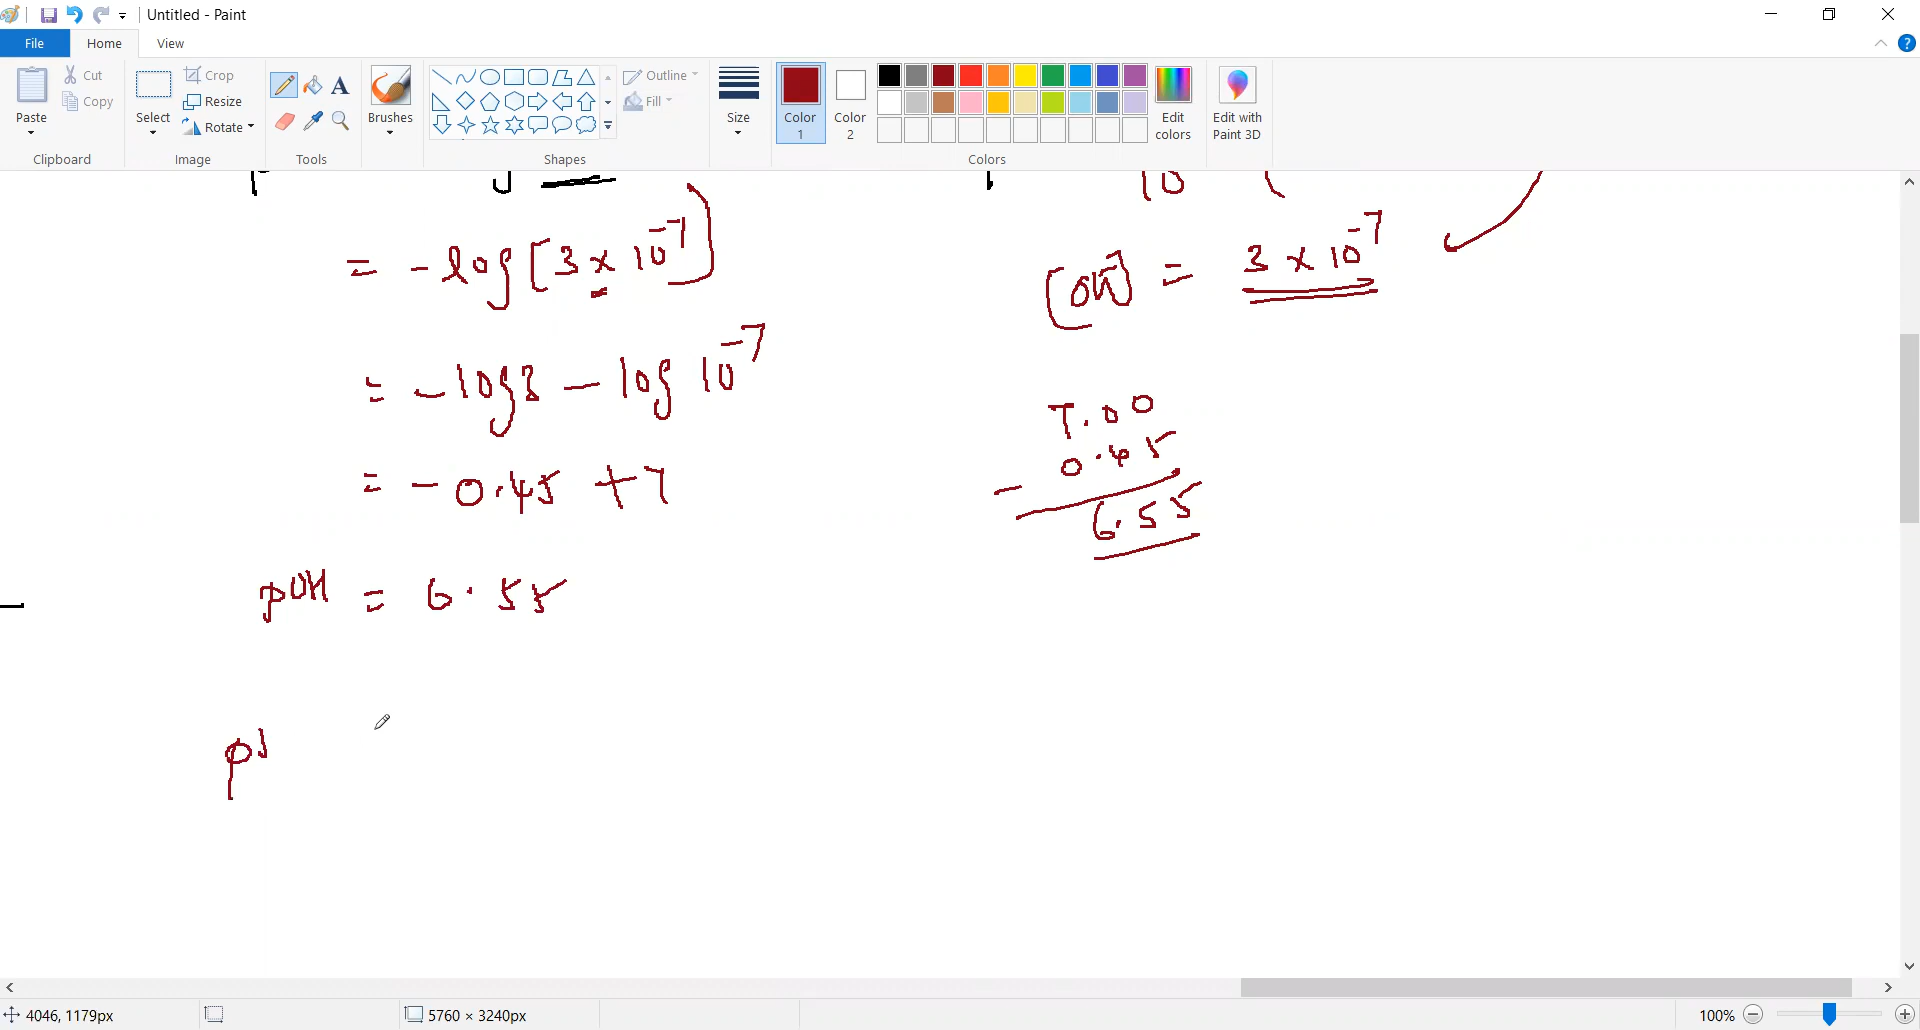 Untitled - Paint
File Home View
Paste
Cut
Copy
Clipboard
Select
Crop
Resize
Rotate
Image
Tools
Brushes
Shapes
Outline
Fill
Size
Color 1
Color 2
Colors
Edit colors
Edit with Paint 3D
10
= - log [3 × 10⁻⁷]
= - log3 - log 10⁻⁷
= - 0.45 + 7
pOH = 6.55
[OH⁻] = 3 × 10⁻⁷
7.00
- 0.45
6.55
p
4046, 1179px
5760 × 3240px
100%